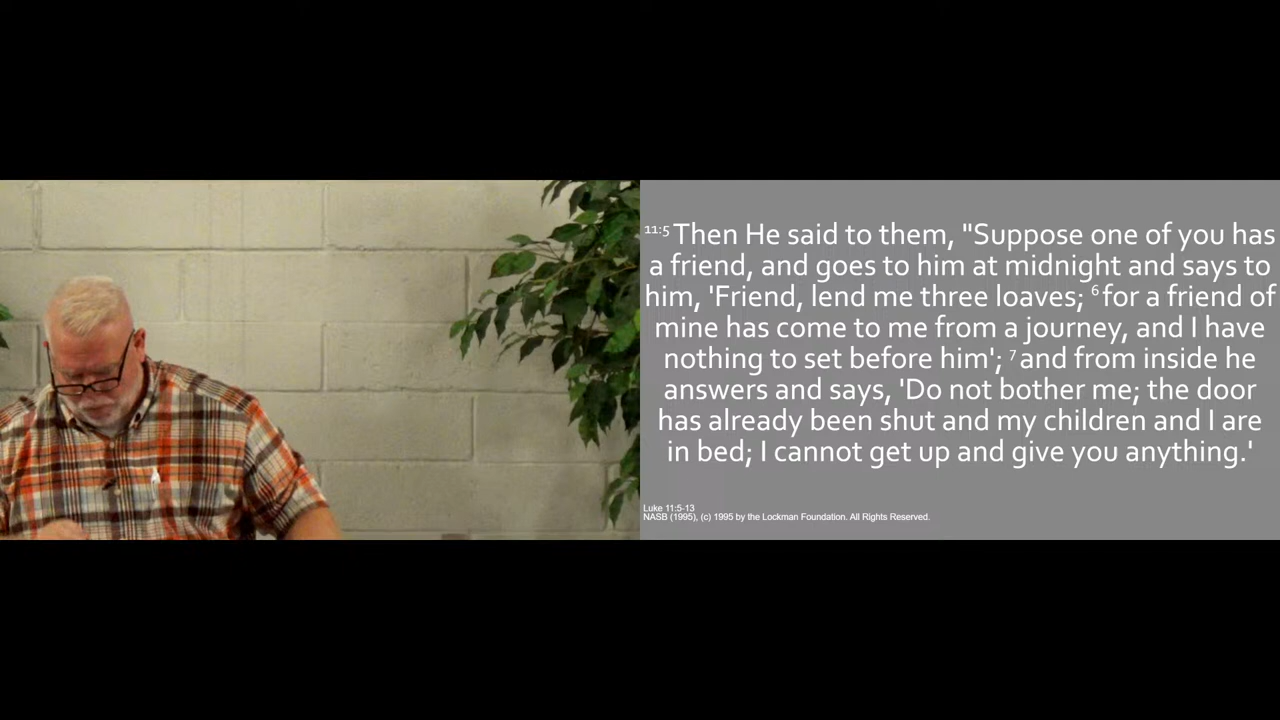 11:5 Then He said to them, "Suppose one of you has
a friend, and goes to him at midnight and says to
him, 'Friend, lend me three loaves; 6 for a friend of
mine has come to me from a journey, and I have
nothing to set before him'; 7 and from inside he
answers and says, 'Do not bother me; the door
has already been shut and my children and I are
in bed; I cannot get up and give you anything.'
Luke 11:5-13
NASB (1995), (c) 1995 by the Lockman Foundation. All Rights Reserved.